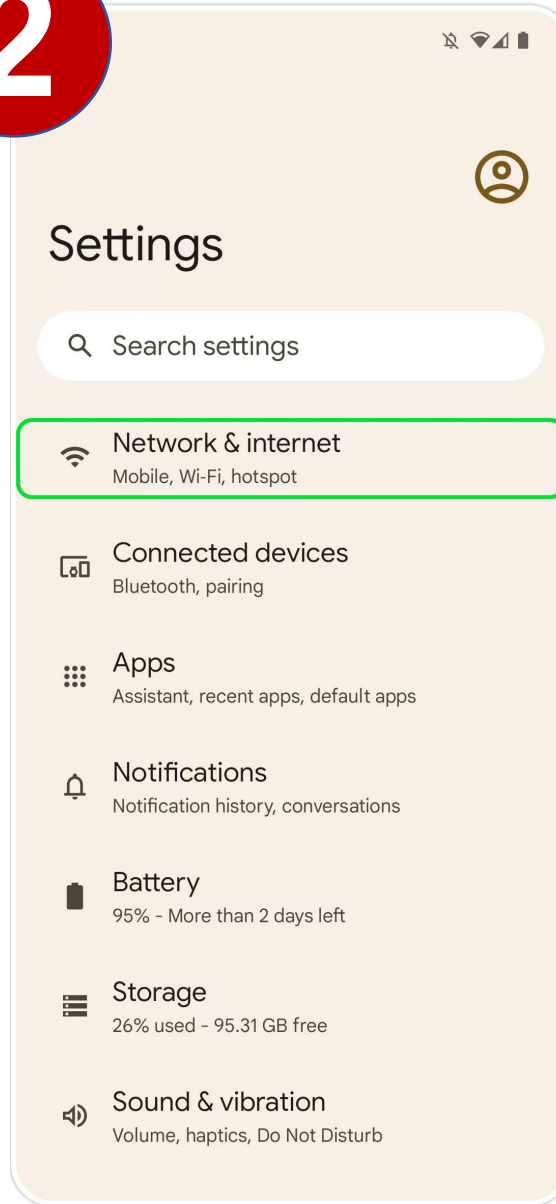 2
Settings
Search settings
Network & internet
Mobile, Wi-Fi, hotspot
Connected devices
Bluetooth, pairing
Apps
Assistant, recent apps, default apps
Notifications
Notification history, conversations
Battery
95% - More than 2 days left
Storage
26% used - 95.31 GB free
Sound & vibration
Volume, haptics, Do Not Disturb